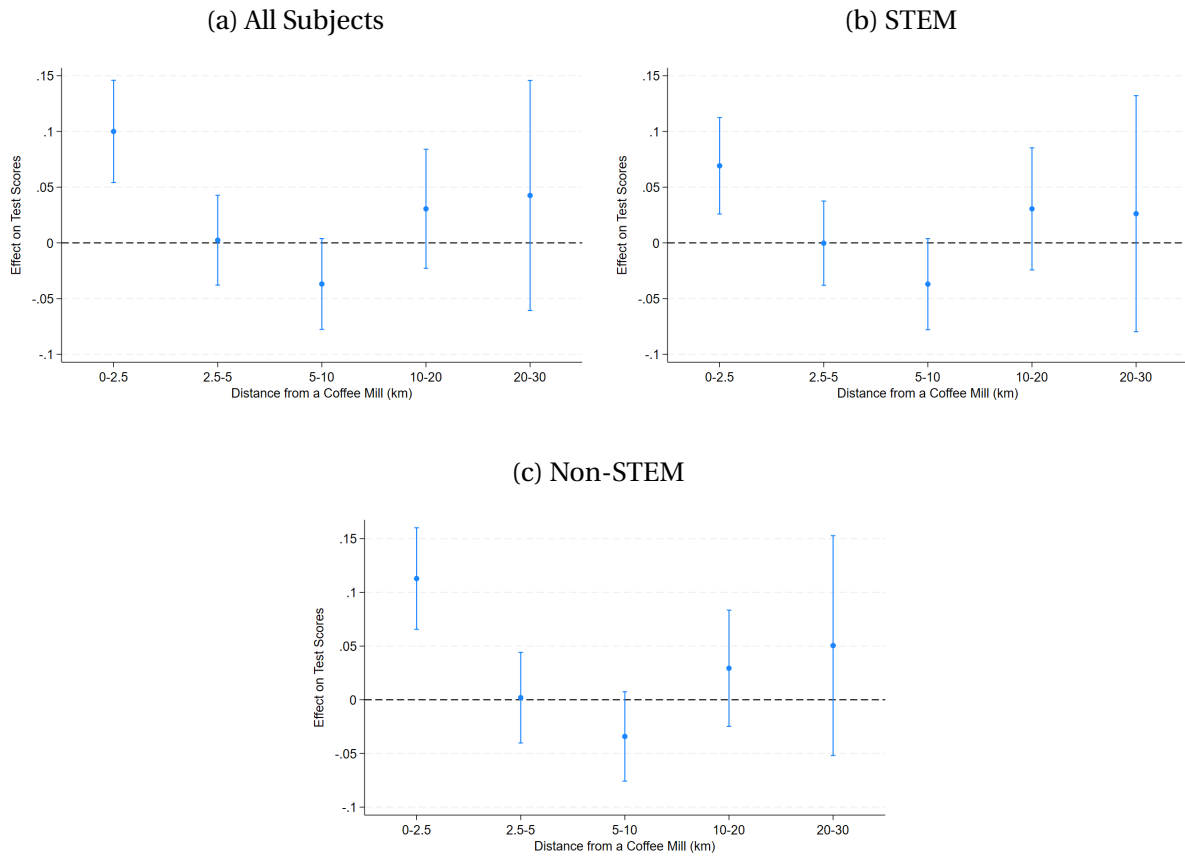 (a) All Subjects
.15
.1
.05
0
-.05
-.1
Effect on Test Scores
0-2.5 2.5-5 5-10 10-20 20-30
Distance from a Coffee Mill (km)
(b) STEM
.15
.1
.05
0
-.05
-.1
Effect on Test Scores
0-2.5 2.5-5 5-10 10-20 20-30
Distance from a Coffee Mill (km)
(c) Non-STEM
.15
.1
.05
0
-.05
-.1
Effect on Test Scores
0-2.5 2.5-5 5-10 10-20 20-30
Distance from a Coffee Mill (km)